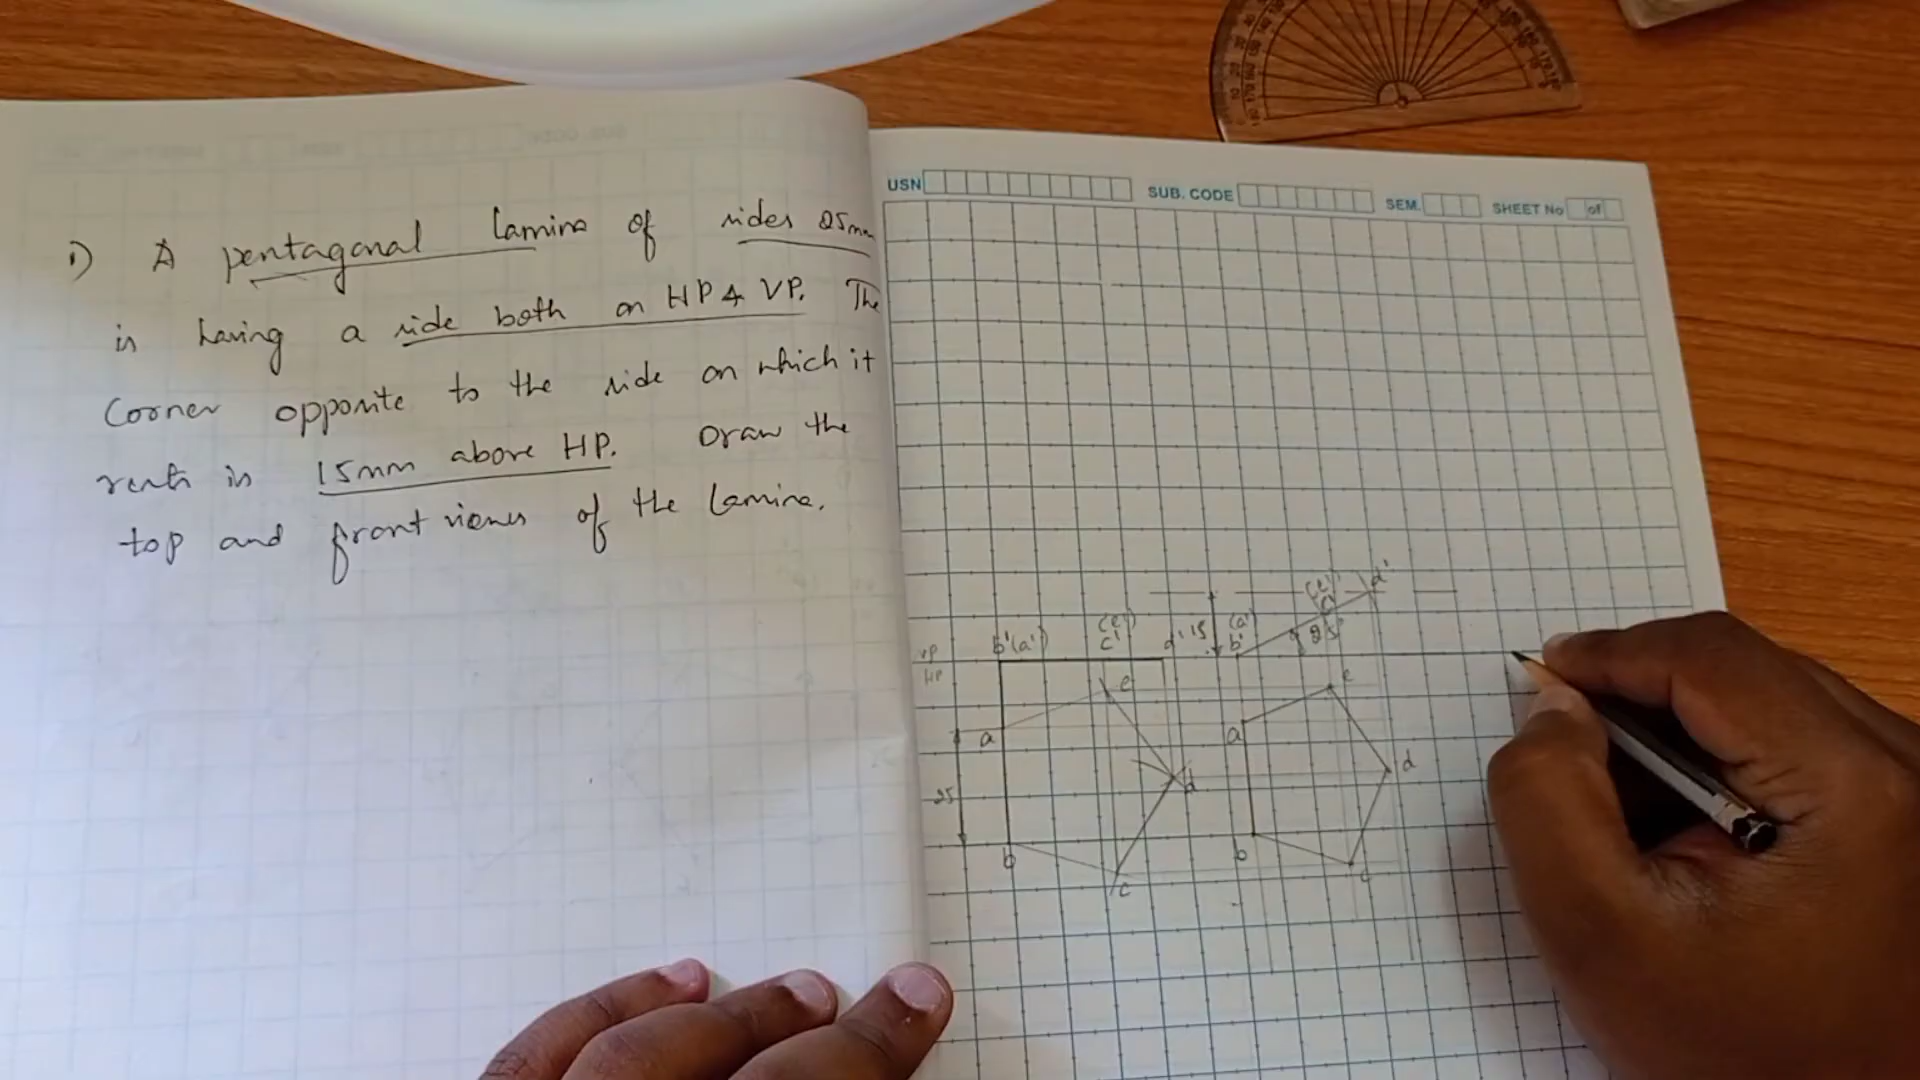 1) A pentagonal lamina of sides 25mm
is having a side both on HP & VP. The
corner opposite to the side on which it
rests is 15mm above HP. Draw the
top and front views of the lamina.
USN SUB. CODE SEM. SHEET No of
(e') d'
(e') (a') c' 25°
b'(a') c' d' 15 b'
VP
HP
e e
a a
d d
25
b b
c c